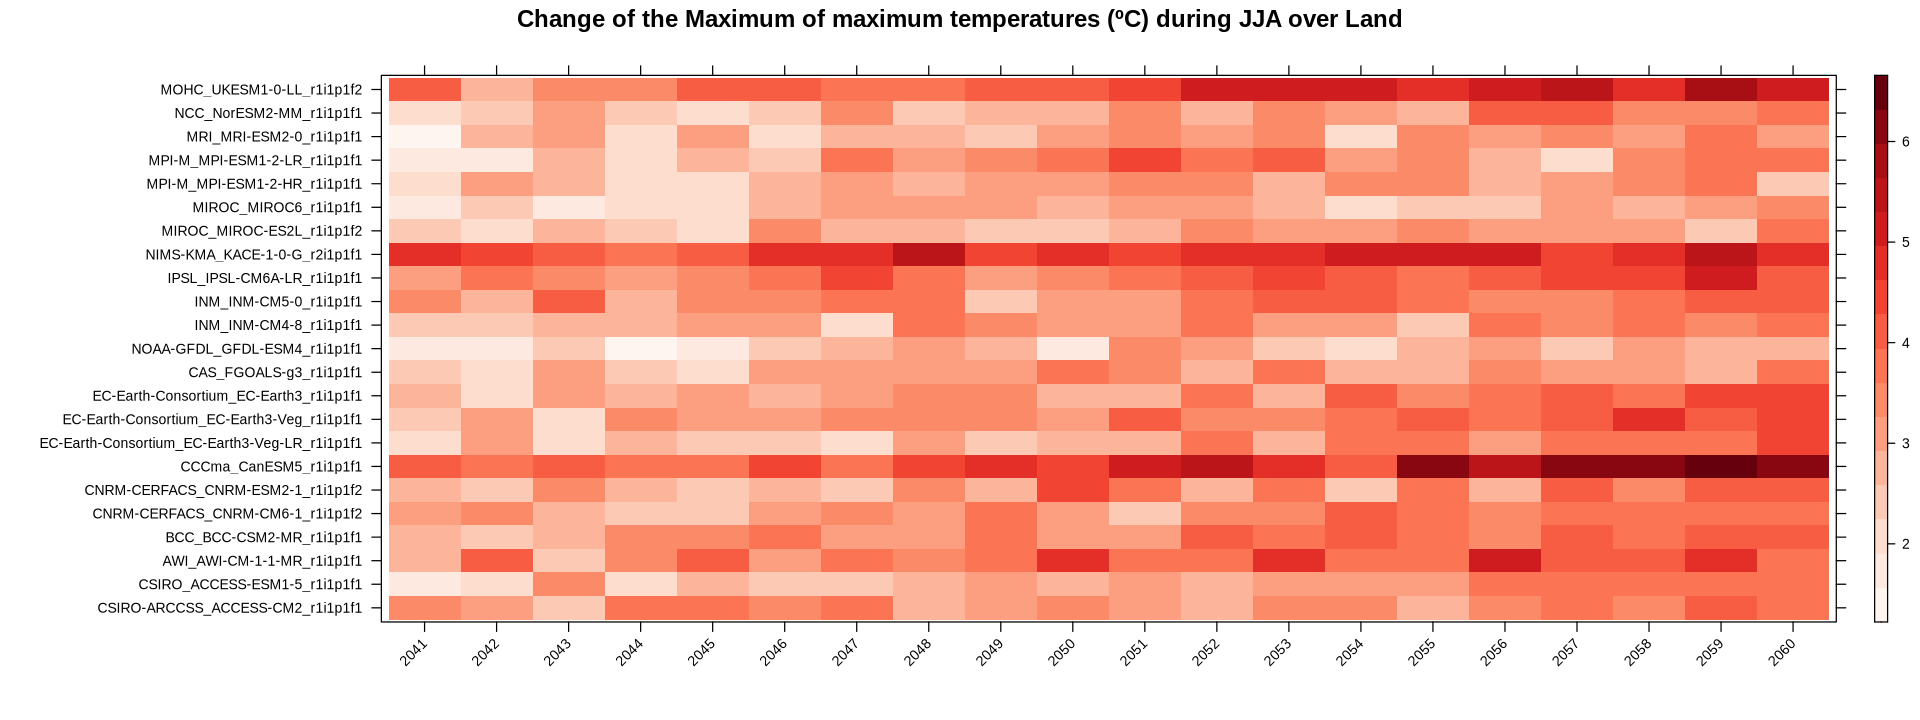 Change of the Maximum of maximum temperatures (ºC) during JJA over Land
MOHC_UKESM1-0-LL_r1i1p1f2
NCC_NorESM2-MM_r1i1p1f1
MRI_MRI-ESM2-0_r1i1p1f1
MPI-M_MPI-ESM1-2-LR_r1i1p1f1
MPI-M_MPI-ESM1-2-HR_r1i1p1f1
MIROC_MIROC6_r1i1p1f1
MIROC_MIROC-ES2L_r1i1p1f2
NIMS-KMA_KACE-1-0-G_r2i1p1f1
IPSL_IPSL-CM6A-LR_r1i1p1f1
INM_INM-CM5-0_r1i1p1f1
INM_INM-CM4-8_r1i1p1f1
NOAA-GFDL_GFDL-ESM4_r1i1p1f1
CAS_FGOALS-g3_r1i1p1f1
EC-Earth-Consortium_EC-Earth3_r1i1p1f1
EC-Earth-Consortium_EC-Earth3-Veg_r1i1p1f1
EC-Earth-Consortium_EC-Earth3-Veg-LR_r1i1p1f1
CCCma_CanESM5_r1i1p1f1
CNRM-CERFACS_CNRM-ESM2-1_r1i1p1f2
CNRM-CERFACS_CNRM-CM6-1_r1i1p1f2
BCC_BCC-CSM2-MR_r1i1p1f1
AWI_AWI-CM-1-1-MR_r1i1p1f1
CSIRO_ACCESS-ESM1-5_r1i1p1f1
CSIRO-ARCCSS_ACCESS-CM2_r1i1p1f1
2041 2042 2043 2044 2045 2046 2047 2048 2049 2050 2051 2052 2053 2054 2055 2056 2057 2058 2059 2060
6
5
4
3
2